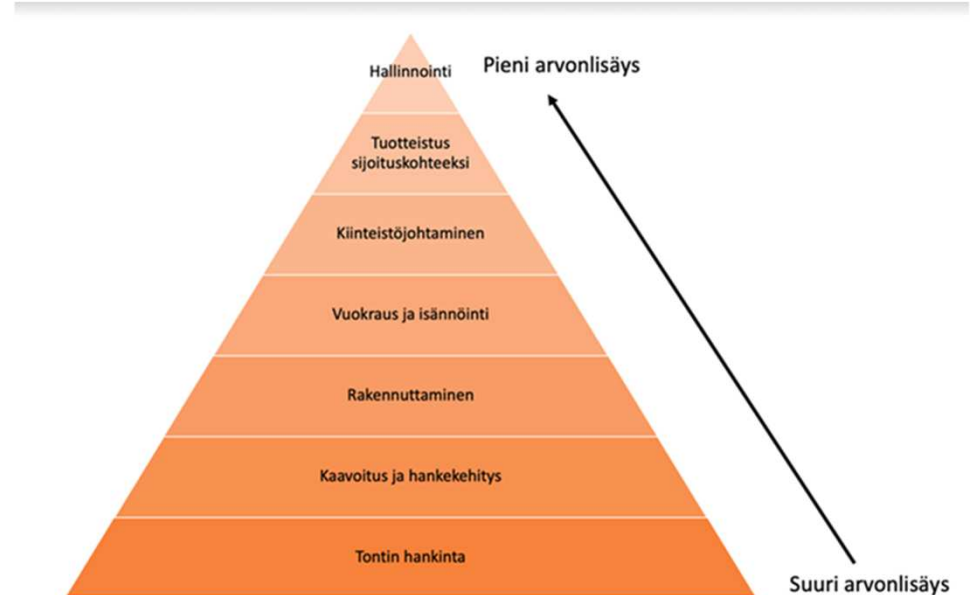 Hallinnointi
Pieni arvonlisäys
Tuotteistus
sijoituskohteeksi
Kiinteistöjohtaminen
Vuokraus ja isännöinti
Rakennuttaminen
Kaavoitus ja hankekehitys
Tontin hankinta
Suuri arvonlisäys